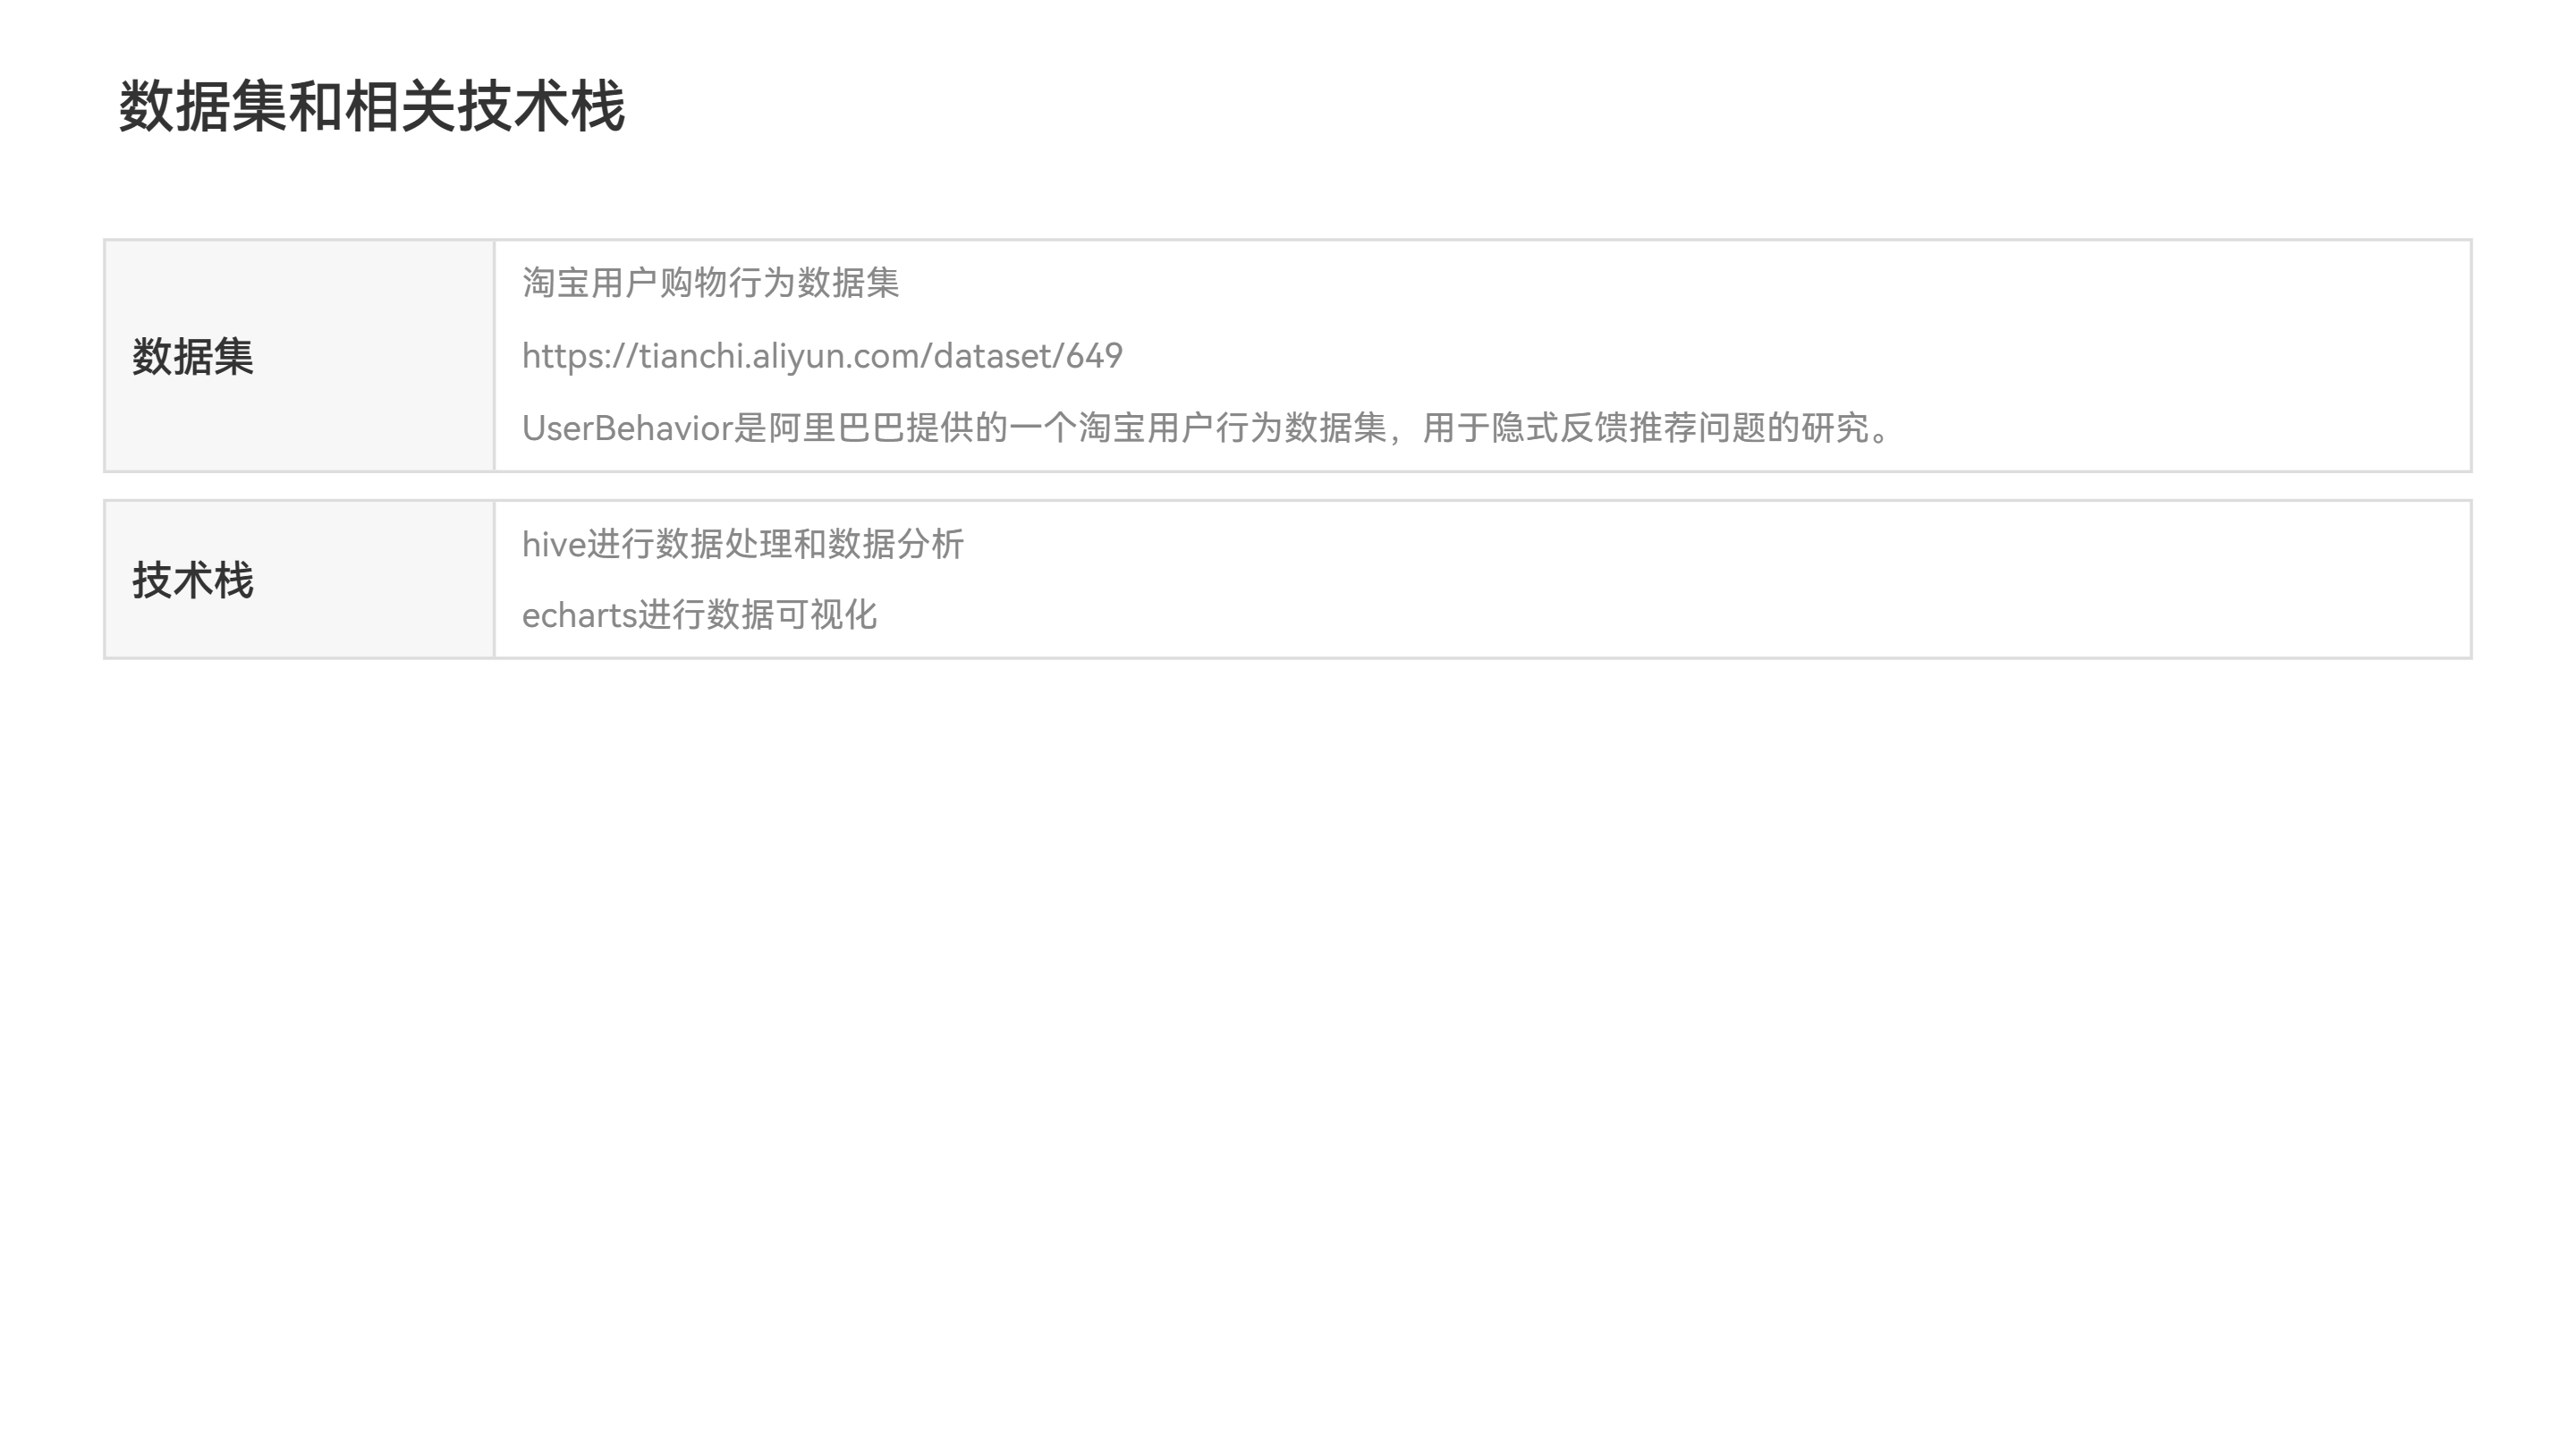 数据集和相关技术栈
数据集
淘宝用户购物行为数据集
https://tianchi.aliyun.com/dataset/649
UserBehavior是阿里巴巴提供的一个淘宝用户行为数据集，用于隐式反馈推荐问题的研究。
技术栈
hive进行数据处理和数据分析
echarts进行数据可视化